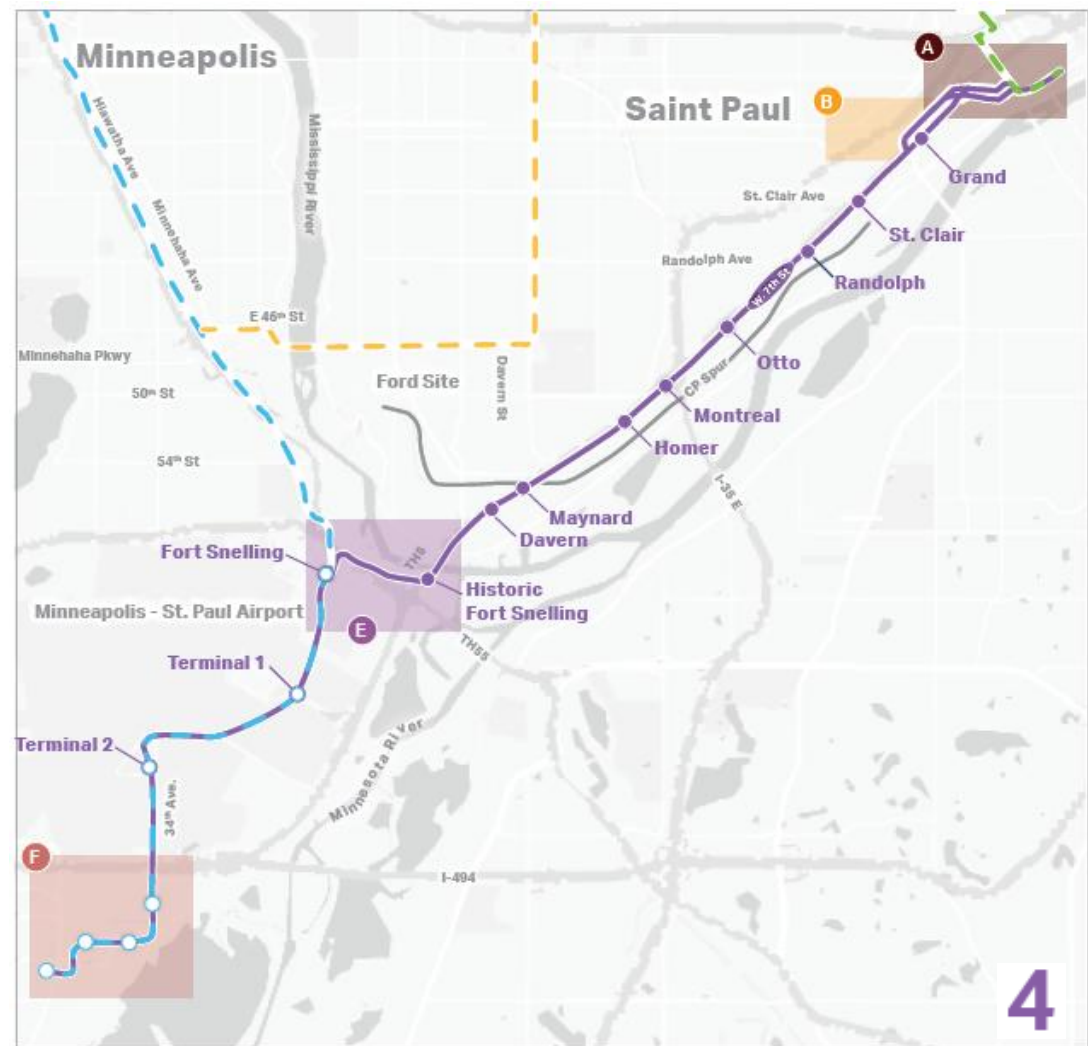 Minneapolis
A
Saint Paul
B
Hiawatha Ave
Mississippi River
Grand
St. Clair Ave
Minnehaha Ave
St. Clair
Randolph Ave
Randolph
W. 7th St
E 46th St
Minnehaha Pkwy
Otto
Davern St
CP Spur
Ford Site
50th St
Montreal
Homer
54th St
I-35 E
Maynard
Davern
Fort Snelling
TH5
Historic
Fort Snelling
Minneapolis - St. Paul Airport
E
TH55
Terminal 1
Terminal 2
Minnesota River
34th Ave.
F
I-494
4